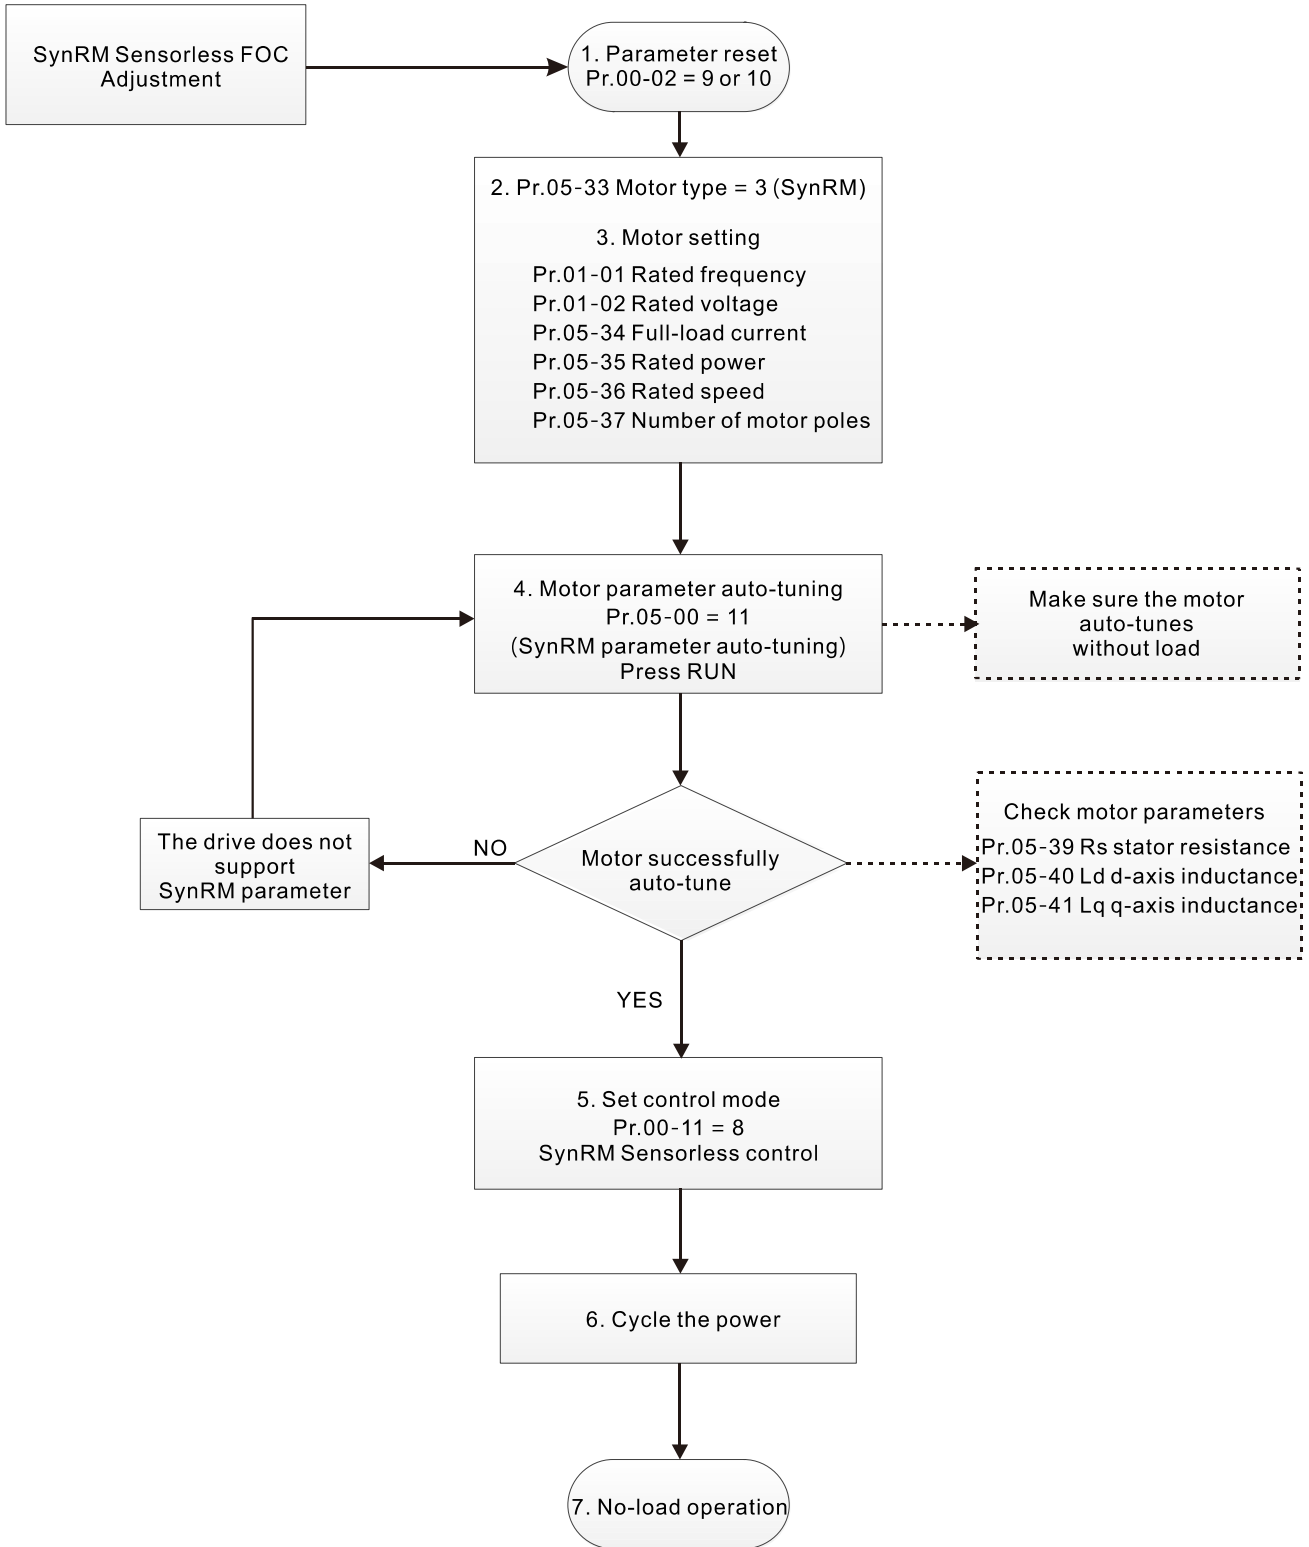 SynRM Sensorless FOC
Adjustment
1. Parameter reset
Pr.00-02 = 9 or 10
2. Pr.05-33 Motor type = 3 (SynRM)
3. Motor setting
Pr.01-01 Rated frequency
Pr.01-02 Rated voltage
Pr.05-34 Full-load current
Pr.05-35 Rated power
Pr.05-36 Rated speed
Pr.05-37 Number of motor poles
4. Motor parameter auto-tuning
Pr.05-00 = 11
(SynRM parameter auto-tuning)
Press RUN
Make sure the motor
auto-tunes
without load
Motor successfully
auto-tune
NO
The drive does not
support
SynRM parameter
Check motor parameters
Pr.05-39 Rs stator resistance
Pr.05-40 Ld d-axis inductance
Pr.05-41 Lq q-axis inductance
YES
5. Set control mode
Pr.00-11 = 8
SynRM Sensorless control
6. Cycle the power
7. No-load operation